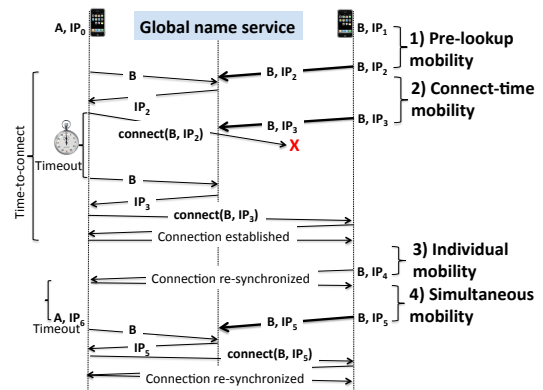 A, IP0
Global name service
B, IP1
1) Pre-lookup mobility
B, IP2
B, IP2
B
IP2
2) Connect-time mobility
B, IP3
B, IP3
connect(B, IP2)
X
Time-to-connect
Timeout
B
IP3
connect(B, IP3)
Connection established
3) Individual mobility
B, IP4
Connection re-synchronized
4) Simultaneous mobility
A, IP6
B, IP5
B, IP5
Timeout
B
IP5
connect(B, IP5)
Connection re-synchronized